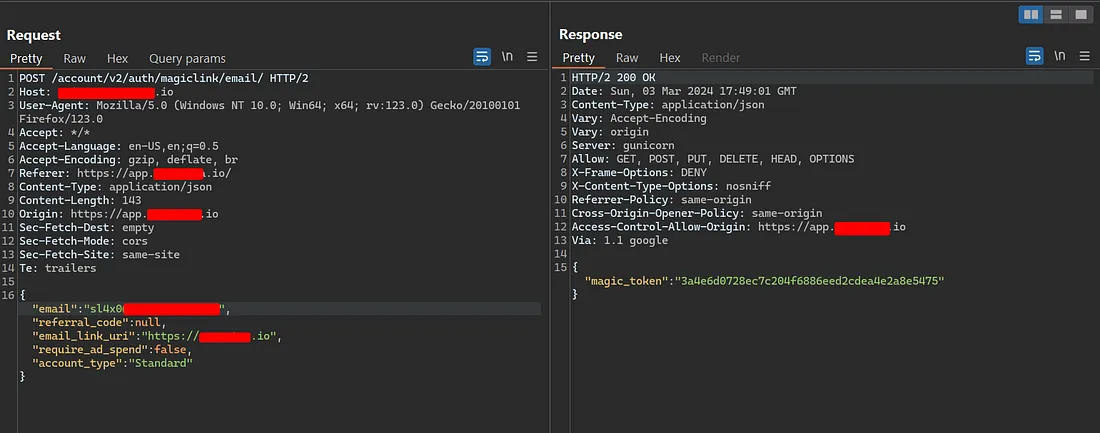 Request
Pretty Raw Hex Query params \n
1 POST /account/v2/auth/magiclink/email/ HTTP/2
2 Host: .io
3 User-Agent: Mozilla/5.0 (Windows NT 10.0; Win64; x64; rv:123.0) Gecko/20100101
Firefox/123.0
4 Accept: */*
5 Accept-Language: en-US,en;q=0.5
6 Accept-Encoding: gzip, deflate, br
7 Referer: https://app. .io/
8 Content-Type: application/json
9 Content-Length: 143
10 Origin: https://app. .io
11 Sec-Fetch-Dest: empty
12 Sec-Fetch-Mode: cors
13 Sec-Fetch-Site: same-site
14 Te: trailers
15
16 {
"email":"sl4x0 ",
"referral_code":null,
"email_link_uri":"https:// .io",
"require_ad_spend":false,
"account_type":"Standard"
}
Response
Pretty Raw Hex Render \n
1 HTTP/2 200 OK
2 Date: Sun, 03 Mar 2024 17:49:01 GMT
3 Content-Type: application/json
4 Vary: Accept-Encoding
5 Vary: origin
6 Server: gunicorn
7 Allow: GET, POST, PUT, DELETE, HEAD, OPTIONS
8 X-Frame-Options: DENY
9 X-Content-Type-Options: nosniff
10 Referrer-Policy: same-origin
11 Cross-Origin-Opener-Policy: same-origin
12 Access-Control-Allow-Origin: https://app. .io
13 Via: 1.1 google
14
15 {
"magic_token":"3a4e6d0728ec7c204f6886eed2cdea4e2a8e5475"
}